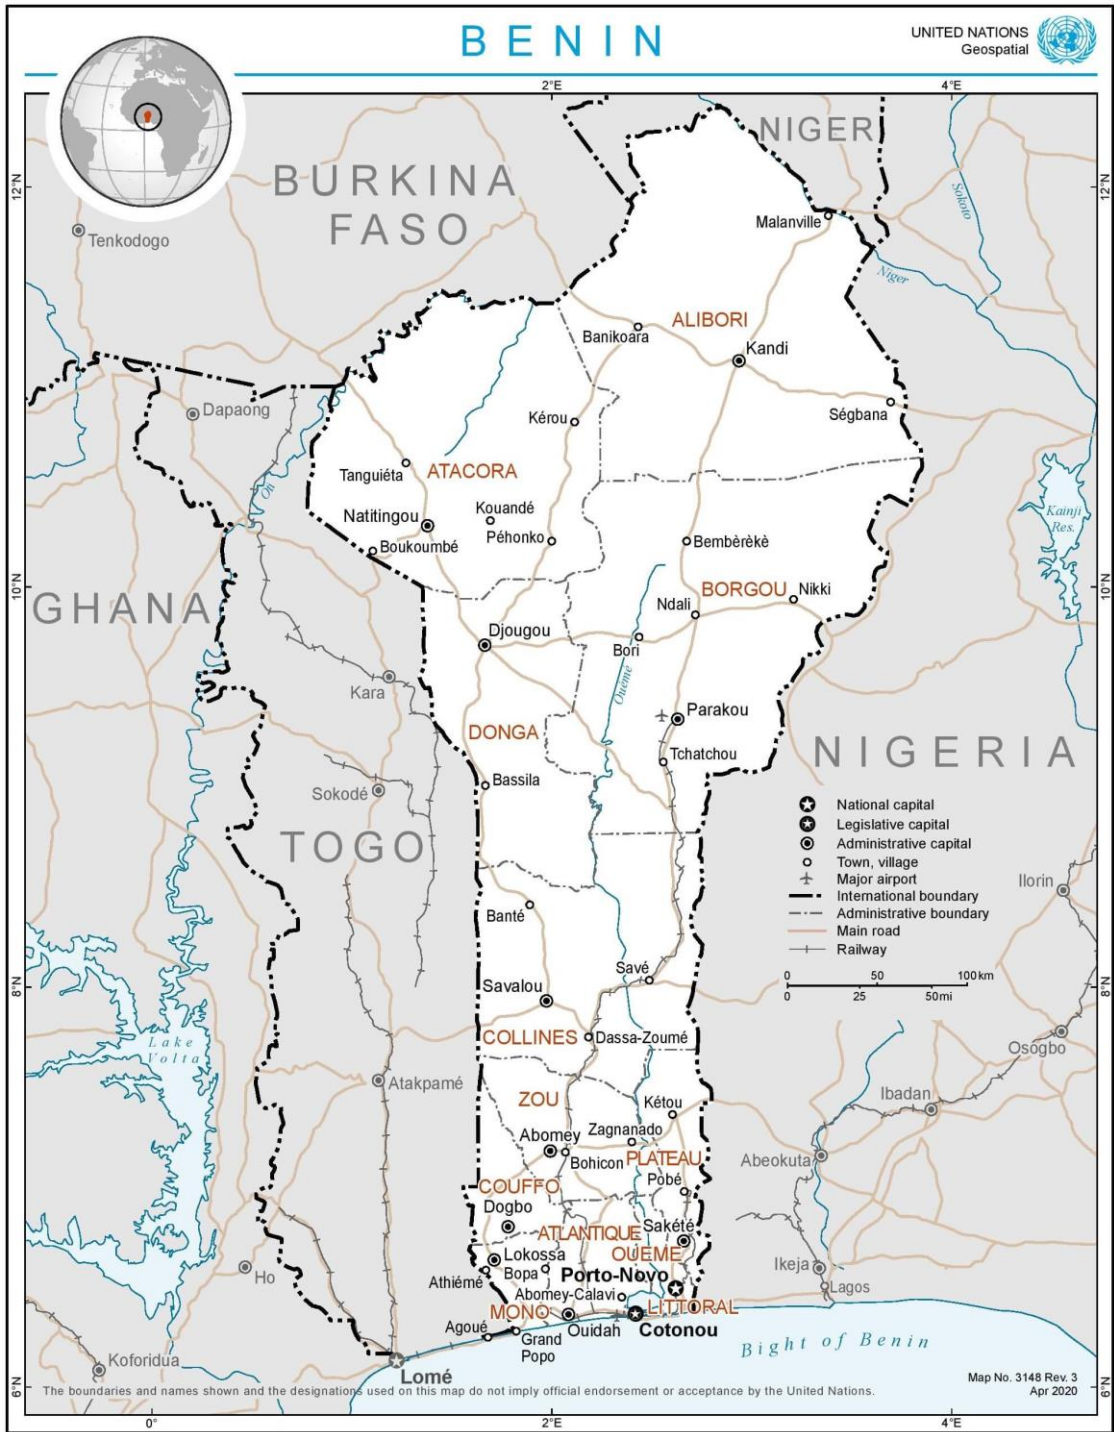 BENIN
UNITED NATIONS
Geospatial
2°E
4°E
12°N
12°N
NIGER
BURKINA
FASO
Sokoto
Tenkodogo
Malanville
Niger
Banikoara
ALIBORI
Kandi
Dapaong
Kérou
Ségbana
Tanguiéta
ATACORA
Oti
Kouandé
Natitingou
Péhonko
Boukoumbé
Bembèrèkè
Kainji
Res.
10°N
10°N
GHANA
BORGOU
Nikki
Ndali
Djougou
Bori
Kara
Ouémé
Parakou
DONGA
Tchatchou
NIGERIA
Bassila
Sokodé
TOGO
National capital
Legislative capital
Administrative capital
Town, village
Major airport
International boundary
Administrative boundary
Main road
Railway
0 50 100 km
0 25 50 mi
Ilorin
Banté
Savé
8°N
8°N
Savalou
COLLINES
Dassa-Zoumé
Lake
Volta
Osogbo
Atakpamé
ZOU
Kétou
Ibadan
Abomey
Zagnanado
Bohicon
PLATEAU
Abeokuta
Pobé
COUFFO
Dogbo
ATLANTIQUE
Sakété
OUEME
Lokossa
Athiémé
Bopa
Porto-Novo
Ikeja
Ho
Abomey-Calavi
Lagos
MONO
LITTORAL
Agoué
Ouidah
Cotonou
Grand
Popo
Bight of Benin
Koforidua
Lomé
6°N
6°N
The boundaries and names shown and the designations used on this map do not imply official endorsement or acceptance by the United Nations.
Map No. 3148 Rev. 3
Apr 2020
0°
2°E
4°E